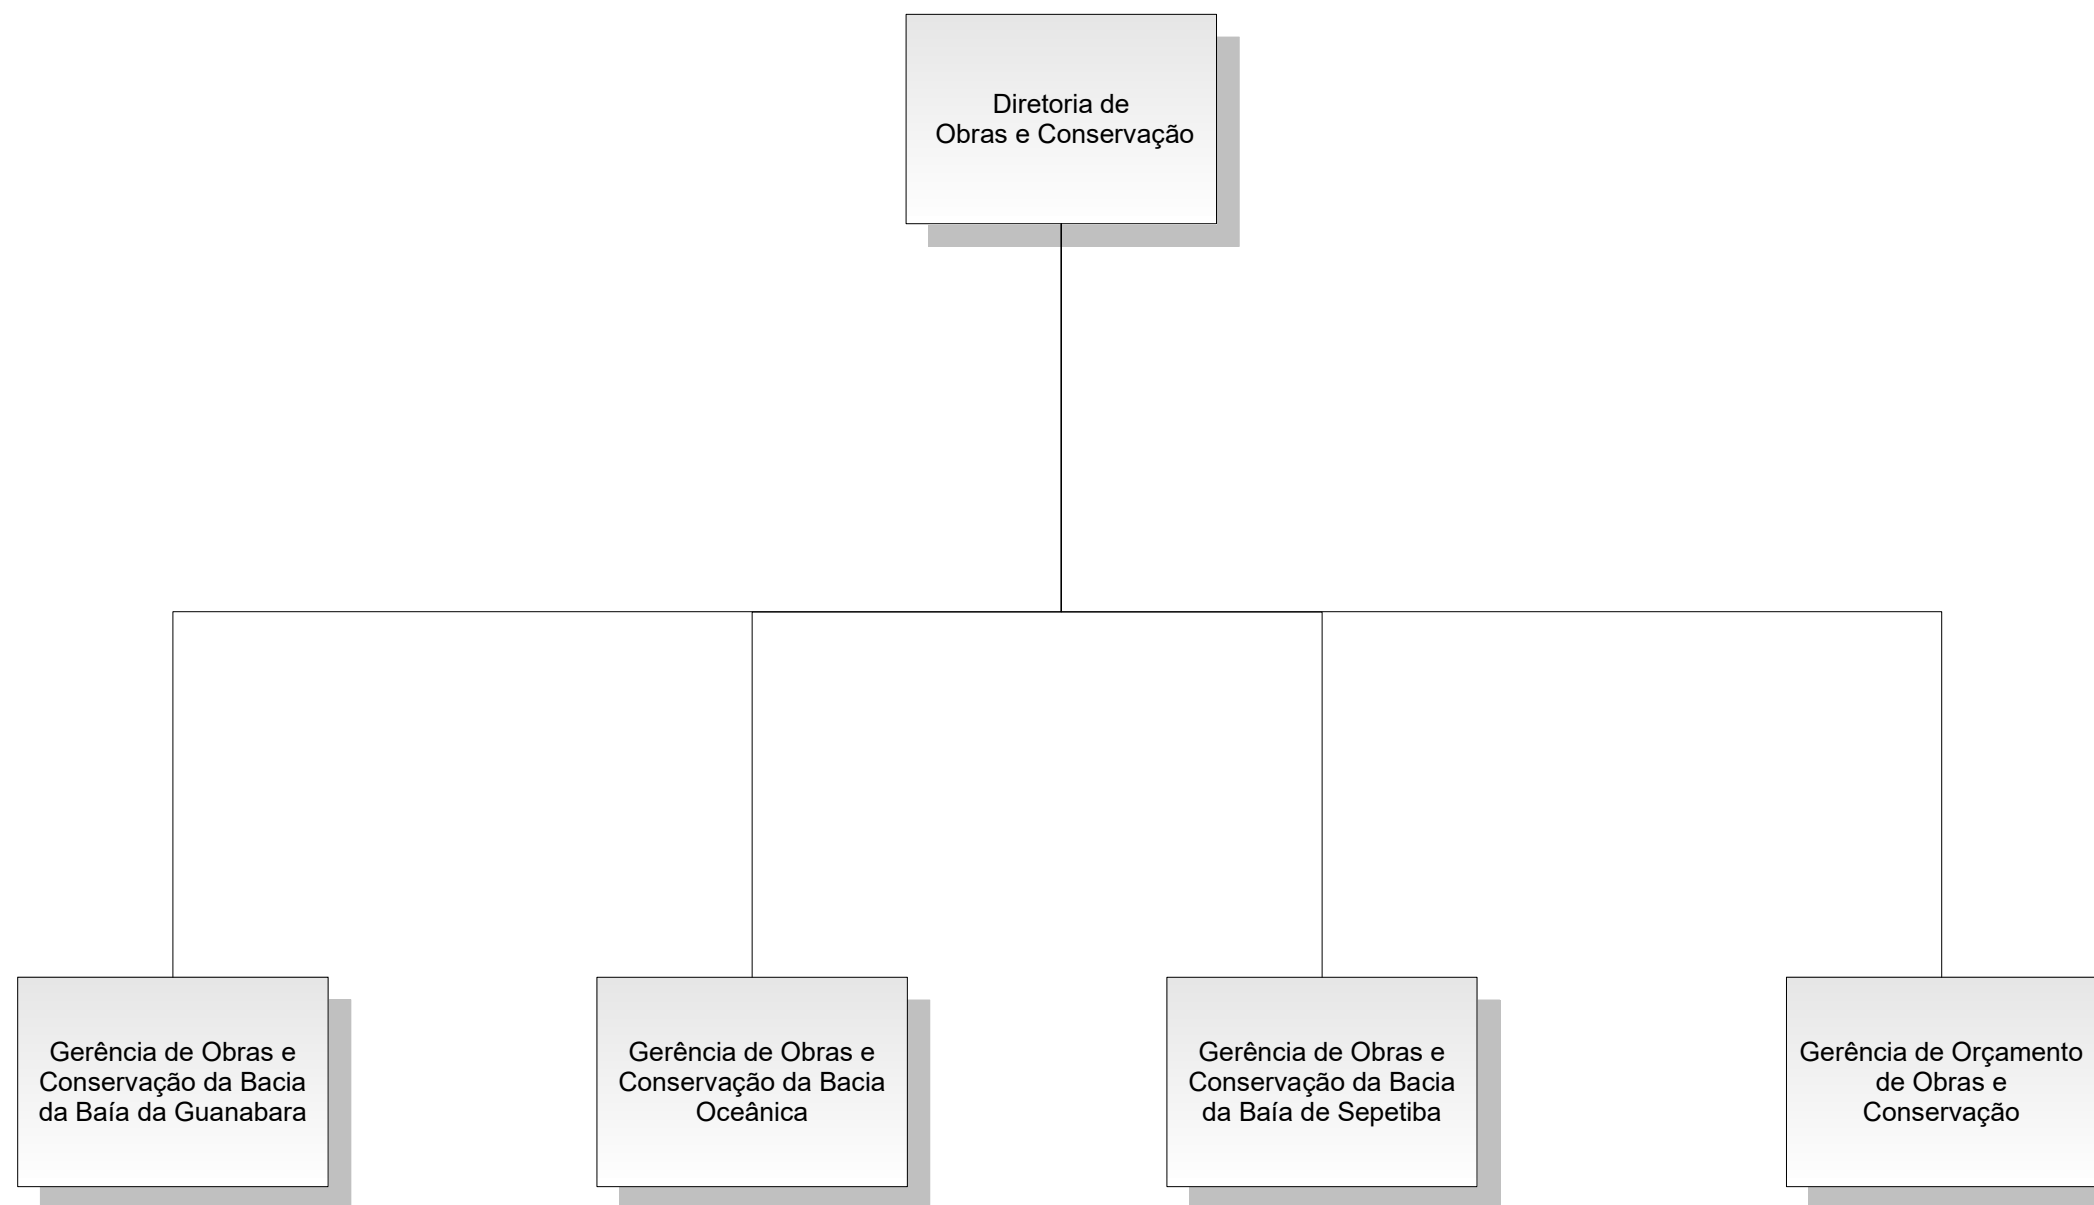 Diretoria de
Obras e Conservação
Gerência de Obras e
Conservação da Bacia
da Baía da Guanabara
Gerência de Obras e
Conservação da Bacia
Oceânica
Gerência de Obras e
Conservação da Bacia
da Baía de Sepetiba
Gerência de Orçamento
de Obras e
Conservação